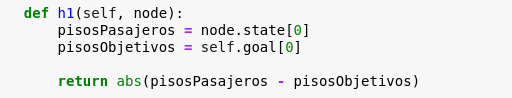 def h1(self, node):
    pisosPasajeros = node.state[0]
    pisosObjetivos = self.goal[0]

    return abs(pisosPasajeros - pisosObjetivos)